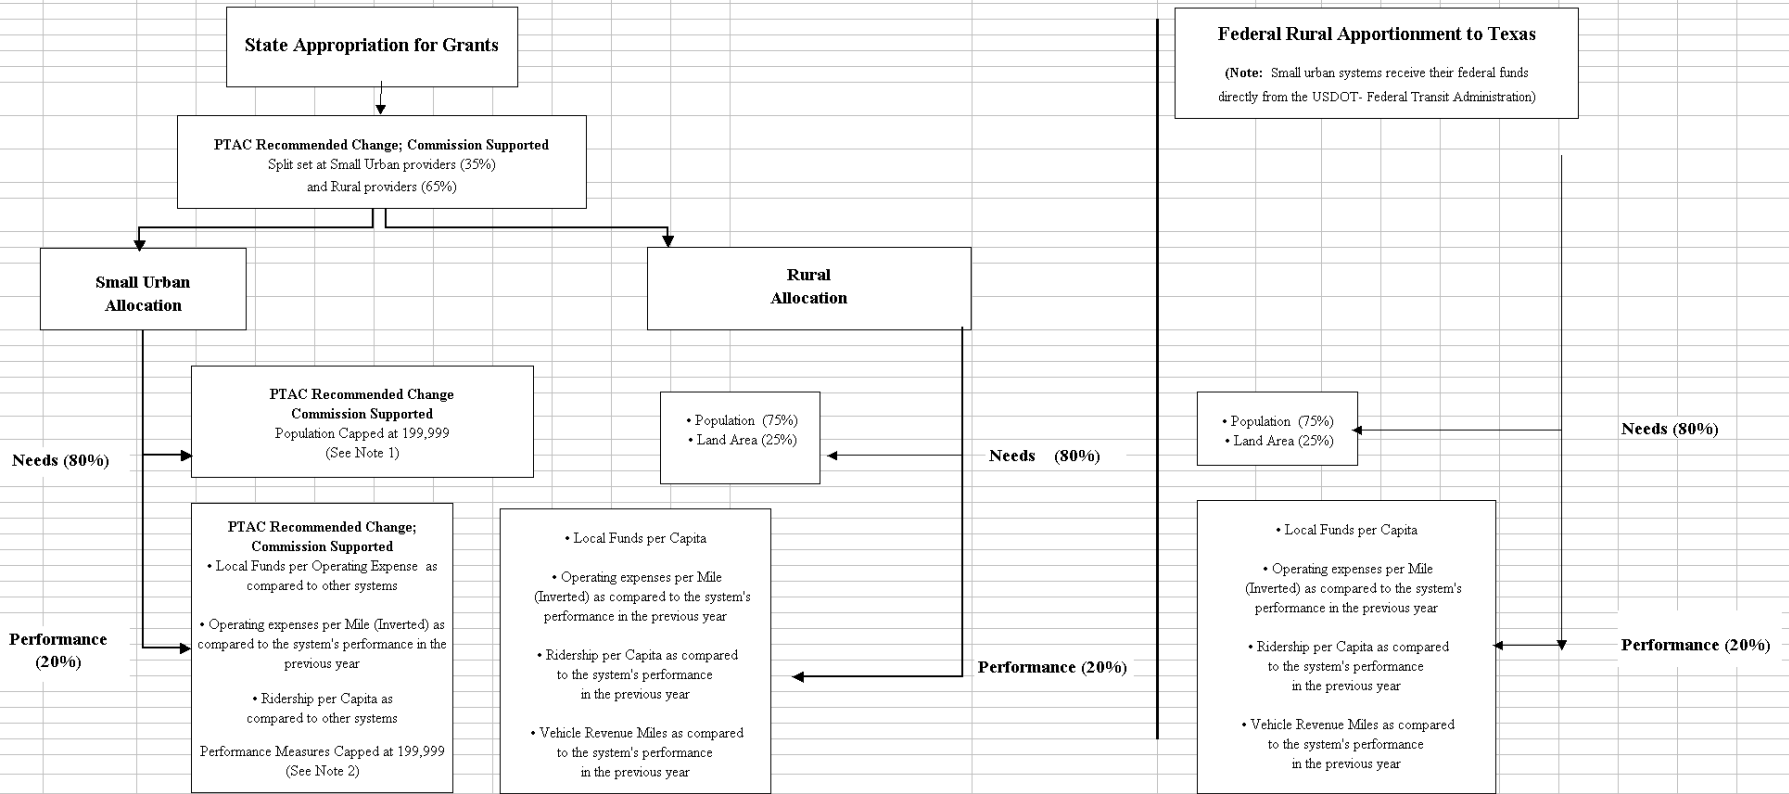 State Appropriation for Grants
PTAC Recommended Change; Commission Supported
Split set at Small Urban providers (35%)
and Rural providers (65%)
Small Urban
Allocation
Rural
Allocation
Needs (80%)
PTAC Recommended Change
Commission Supported
Population Capped at 199,999
(See Note 1)
• Population (75%)
• Land Area (25%)
Needs (80%)
Performance
(20%)
PTAC Recommended Change;
Commission Supported
• Local Funds per Operating Expense as
compared to other systems
• Operating expenses per Mile (Inverted) as
compared to the system's performance in the
previous year
• Ridership per Capita as
compared to other systems
Performance Measures Capped at 199,999
(See Note 2)
• Local Funds per Capita
• Operating expenses per Mile
(Inverted) as compared to the system's
performance in the previous year
• Ridership per Capita as compared
to the system's performance
in the previous year
• Vehicle Revenue Miles as compared
to the system's performance
in the previous year
Performance (20%)
Federal Rural Apportionment to Texas
(Note: Small urban systems receive their federal funds
directly from the USDOT- Federal Transit Administration)
• Population (75%)
• Land Area (25%)
Needs (80%)
• Local Funds per Capita
• Operating expenses per Mile
(Inverted) as compared to the system's
performance in the previous year
• Ridership per Capita as compared
to the system's performance
in the previous year
• Vehicle Revenue Miles as compared
to the system's performance
in the previous year
Performance (20%)